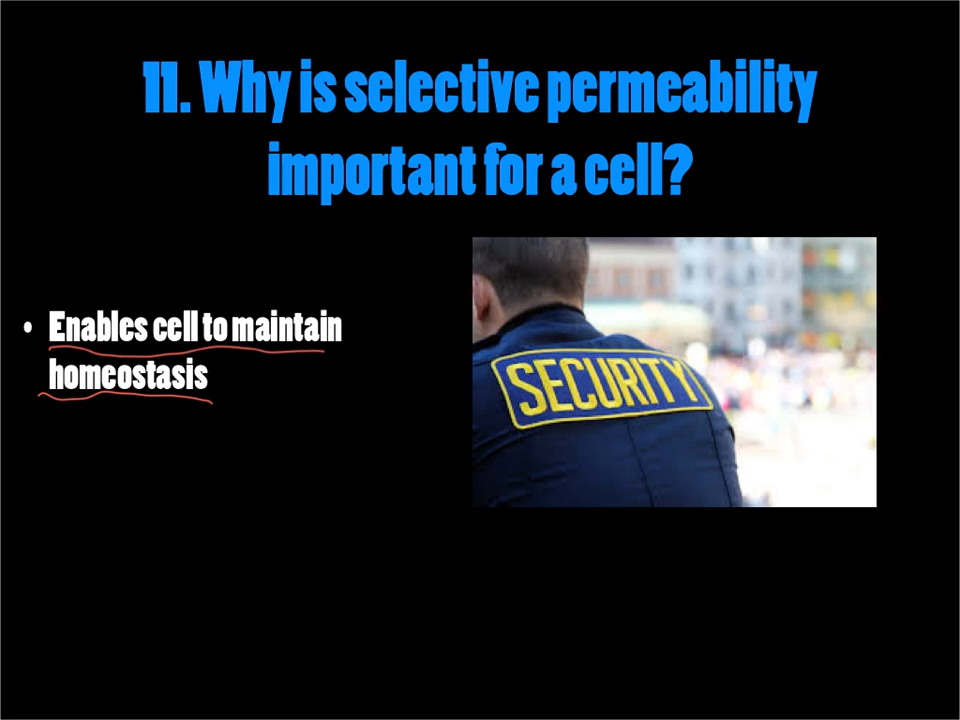 11. Why is selective permeability
important for a cell?
• Enables cell to maintain
homeostasis
SECURITY